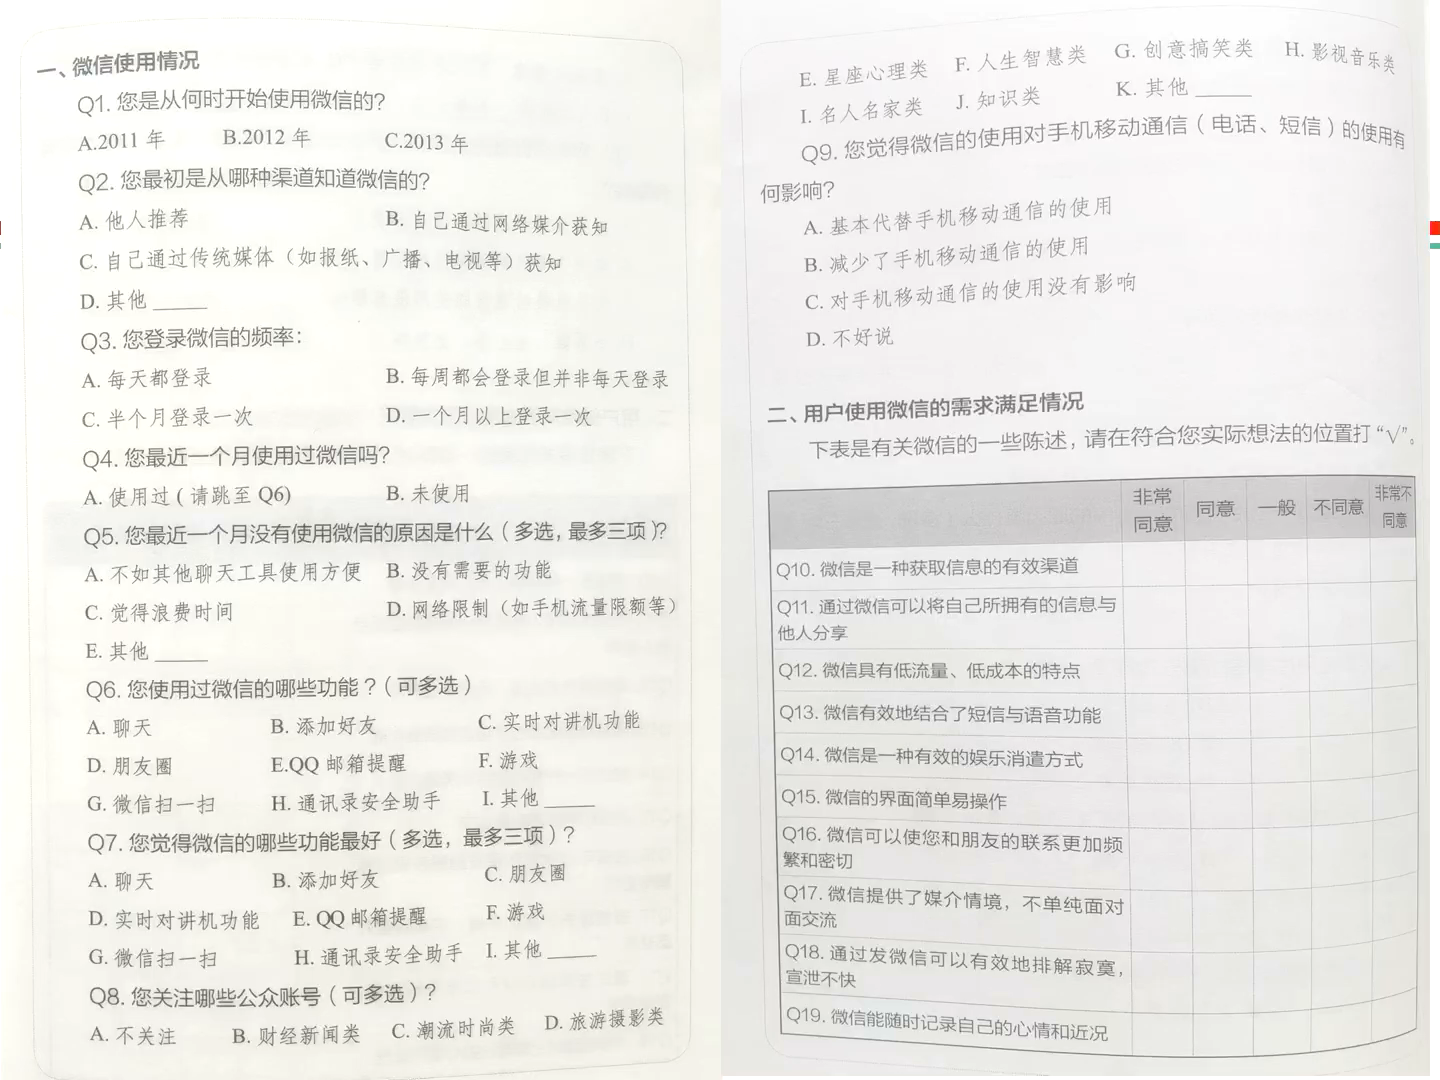 一、微信使用情况
Q1. 您是从何时开始使用微信的?
A.2011 年 B.2012 年 C.2013 年
Q2. 您最初是从哪种渠道知道微信的?
A. 他人推荐 B. 自己通过网络媒介获知
C. 自己通过传统媒体（如报纸、广播、电视等）获知
D. 其他 _____
Q3. 您登录微信的频率:
A. 每天都登录 B. 每周都会登录但并非每天登录
C. 半个月登录一次 D. 一个月以上登录一次
Q4. 您最近一个月使用过微信吗?
A. 使用过 ( 请跳至 Q6) B. 未使用
Q5. 您最近一个月没有使用微信的原因是什么（多选, 最多三项）?
A. 不如其他聊天工具使用方便 B. 没有需要的功能
C. 觉得浪费时间 D. 网络限制（如手机流量限额等）
E. 其他 _____
Q6. 您使用过微信的哪些功能？（可多选）
A. 聊天 B. 添加好友 C. 实时对讲机功能
D. 朋友圈 E.QQ 邮箱提醒 F. 游戏
G. 微信扫一扫 H. 通讯录安全助手 I. 其他 _____
Q7. 您觉得微信的哪些功能最好（多选，最多三项）?
A. 聊天 B. 添加好友 C. 朋友圈
D. 实时对讲机功能 E. QQ 邮箱提醒 F. 游戏
G. 微信扫一扫 H. 通讯录安全助手 I. 其他 _____
Q8. 您关注哪些公众账号（可多选）?
A. 不关注 B. 财经新闻类 C. 潮流时尚类 D. 旅游摄影类
E. 星座心理类 F. 人生智慧类 G. 创意搞笑类 H. 影视音乐类
I. 名人名家类 J. 知识类 K. 其他 _____
Q9. 您觉得微信的使用对手机移动通信（电话、短信）的使用有
何影响?
A. 基本代替手机移动通信的使用
B. 减少了手机移动通信的使用
C. 对手机移动通信的使用没有影响
D. 不好说
二、用户使用微信的需求满足情况
下表是有关微信的一些陈述, 请在符合您实际想法的位置打 “√”。
非常同意 同意 一般 不同意 非常不同意
Q10. 微信是一种获取信息的有效渠道
Q11. 通过微信可以将自己所拥有的信息与
他人分享
Q12. 微信具有低流量、低成本的特点
Q13. 微信有效地结合了短信与语音功能
Q14. 微信是一种有效的娱乐消遣方式
Q15. 微信的界面简单易操作
Q16. 微信可以使您和朋友的联系更加频
繁和密切
Q17. 微信提供了媒介情境，不单纯面对
面交流
Q18. 通过发微信可以有效地排解寂寞，
宣泄不快
Q19. 微信能随时记录自己的心情和近况